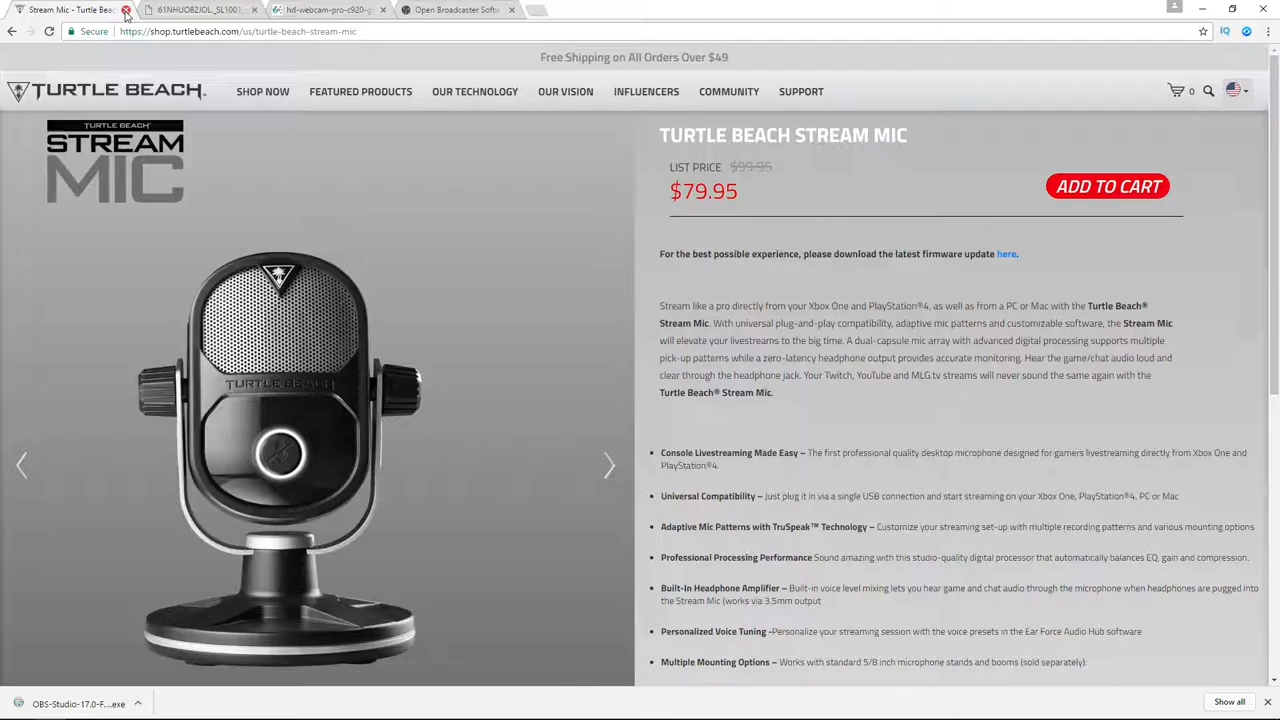 Stream Mic - Turtle Beac
61NHUO82JOL._SL1001_
hd-webcam-pro-c920-g
Open Broadcaster Softw
Secure
https://shop.turtlebeach.com/us/turtle-beach-stream-mic
IQ
Free Shipping on All Orders Over $49
TURTLE BEACH
SHOP NOW
FEATURED PRODUCTS
OUR TECHNOLOGY
OUR VISION
INFLUENCERS
COMMUNITY
SUPPORT
0
TURTLE BEACH
STREAM
MIC
TURTLE BEACH
TURTLE BEACH STREAM MIC
LIST PRICE $99.95
$79.95
ADD TO CART
For the best possible experience, please download the latest firmware update here.
Stream like a pro directly from your Xbox One and PlayStation®4, as well as from a PC or Mac with the Turtle Beach®
Stream Mic. With universal plug-and-play compatibility, adaptive mic patterns and customizable software, the Stream Mic
will elevate your livestreams to the big time. A dual-capsule mic array with advanced digital processing supports multiple
pick-up patterns while a zero-latency headphone output provides accurate monitoring. Hear the game/chat audio loud and
clear through the headphone jack. Your Twitch, YouTube and MLG.tv streams will never sound the same again with the
Turtle Beach® Stream Mic.
Console Livestreaming Made Easy – The first professional quality desktop microphone designed for gamers livestreaming directly from Xbox One and
PlayStation®4.
Universal Compatibility – Just plug it in via a single USB connection and start streaming on your Xbox One, PlayStation®4, PC or Mac
Adaptive Mic Patterns with TruSpeak™ Technology – Customize your streaming set-up with multiple recording patterns and various mounting options
Professional Processing Performance Sound amazing with this studio-quality digital processor that automatically balances EQ, gain and compression.
Built-In Headphone Amplifier – Built-in voice level mixing lets you hear game and chat audio through the microphone when headphones are pugged into
the Stream Mic (works via 3.5mm output
Personalized Voice Tuning -Personalize your streaming session with the voice presets in the Ear Force Audio Hub software
Multiple Mounting Options – Works with standard 5/8 inch microphone stands and booms (sold separately).
OBS-Studio-17.0-F....exe
Show all